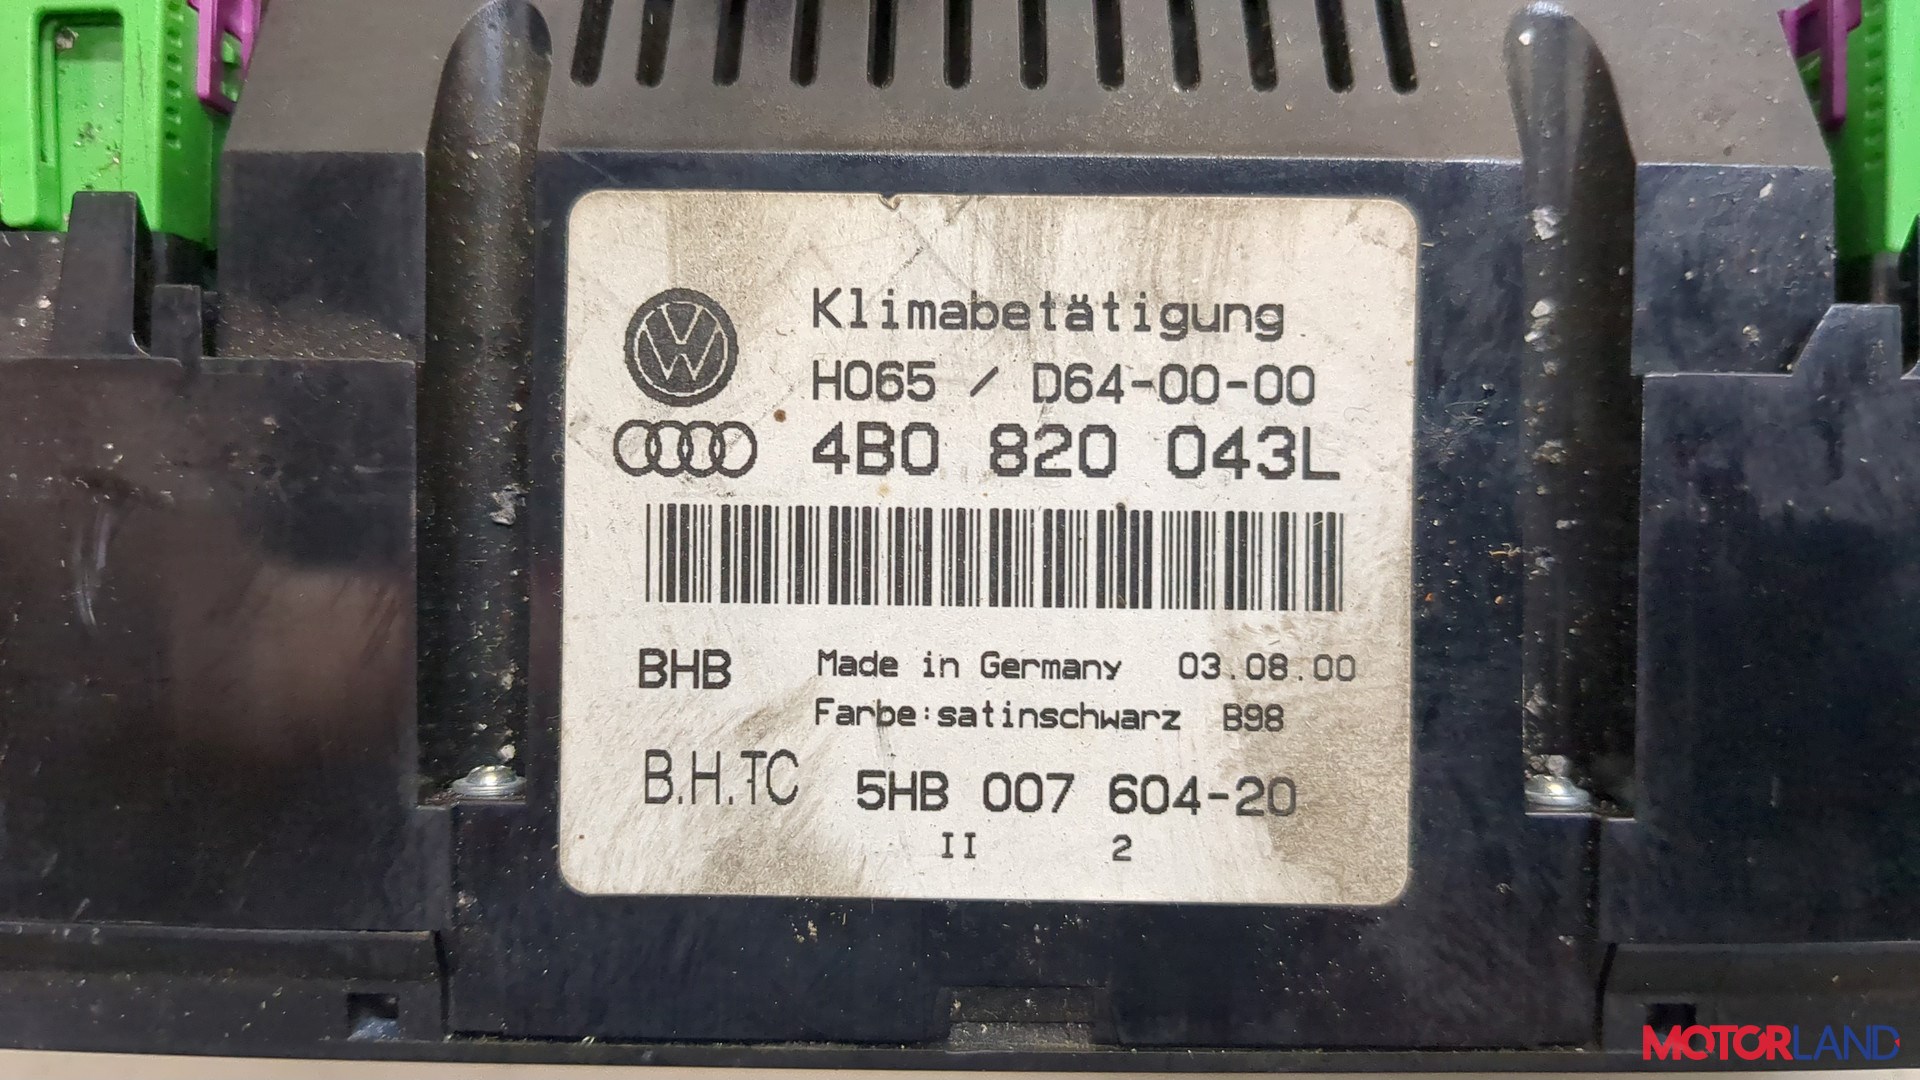 Klimabetätigung
H065 / D64-00-00
4B0 820 043L
BHB Made in Germany 03.08.00
Farbe:satinschwarz B98
B.H.TC 5HB 007 604-20
II 2
MOTORLAND